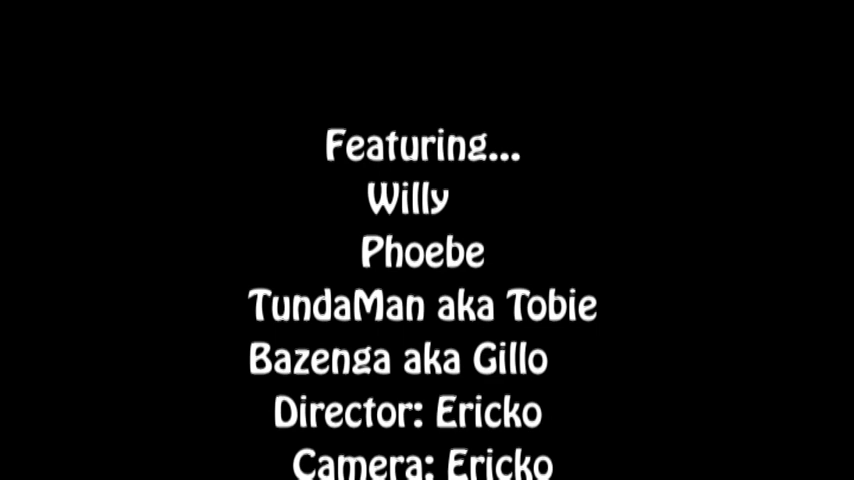 Featuring...
Willy
Phoebe
TundaMan aka Tobie
Bazenga aka Gillo
Director: Ericko
Camera: Ericko